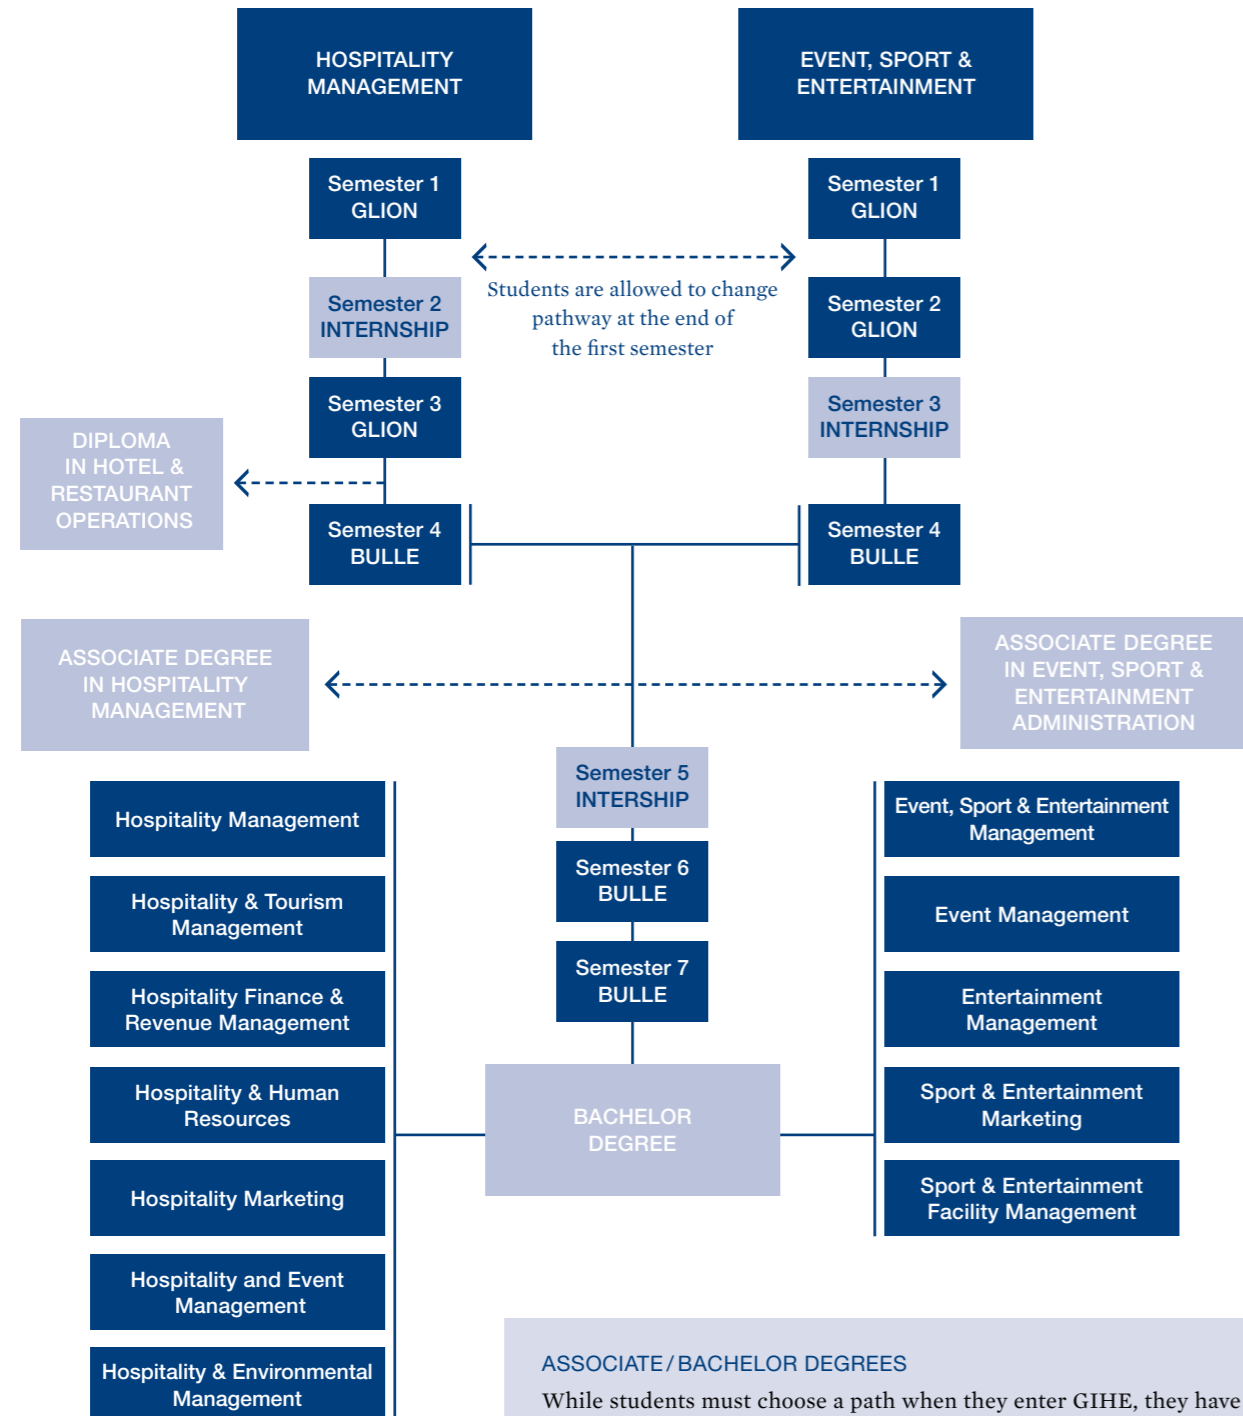 HOSPITALITY
MANAGEMENT
EVENT, SPORT &
ENTERTAINMENT
Semester 1
GLION
Semester 1
GLION
Students are allowed to change
pathway at the end of
the first semester
Semester 2
INTERNSHIP
Semester 2
GLION
Semester 3
GLION
Semester 3
INTERNSHIP
DIPLOMA
IN HOTEL &
RESTAURANT
OPERATIONS
Semester 4
BULLE
Semester 4
BULLE
ASSOCIATE DEGREE
IN HOSPITALITY
MANAGEMENT
ASSOCIATE DEGREE
IN EVENT, SPORT &
ENTERTAINMENT
ADMINISTRATION
Semester 5
INTERSHIP
Semester 6
BULLE
Semester 7
BULLE
BACHELOR
DEGREE
Hospitality Management
Hospitality & Tourism
Management
Hospitality Finance &
Revenue Management
Hospitality & Human
Resources
Hospitality Marketing
Hospitality and Event
Management
Hospitality & Environmental
Management
Event, Sport & Entertainment
Management
Event Management
Entertainment
Management
Sport & Entertainment
Marketing
Sport & Entertainment
Facility Management
ASSOCIATE / BACHELOR DEGREES
While students must choose a path when they enter GIHE, they have